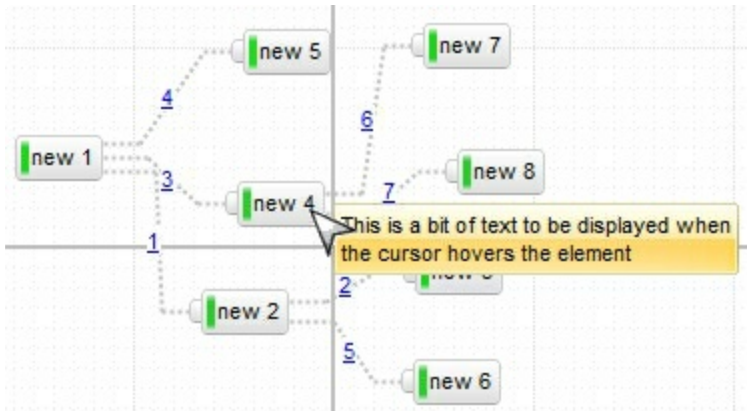 new 5
new 7
4
6
new 1
new 8
3
7
new 4
This is a bit of text to be displayed when
the cursor hovers the element
1
2
new 2
5
new 6